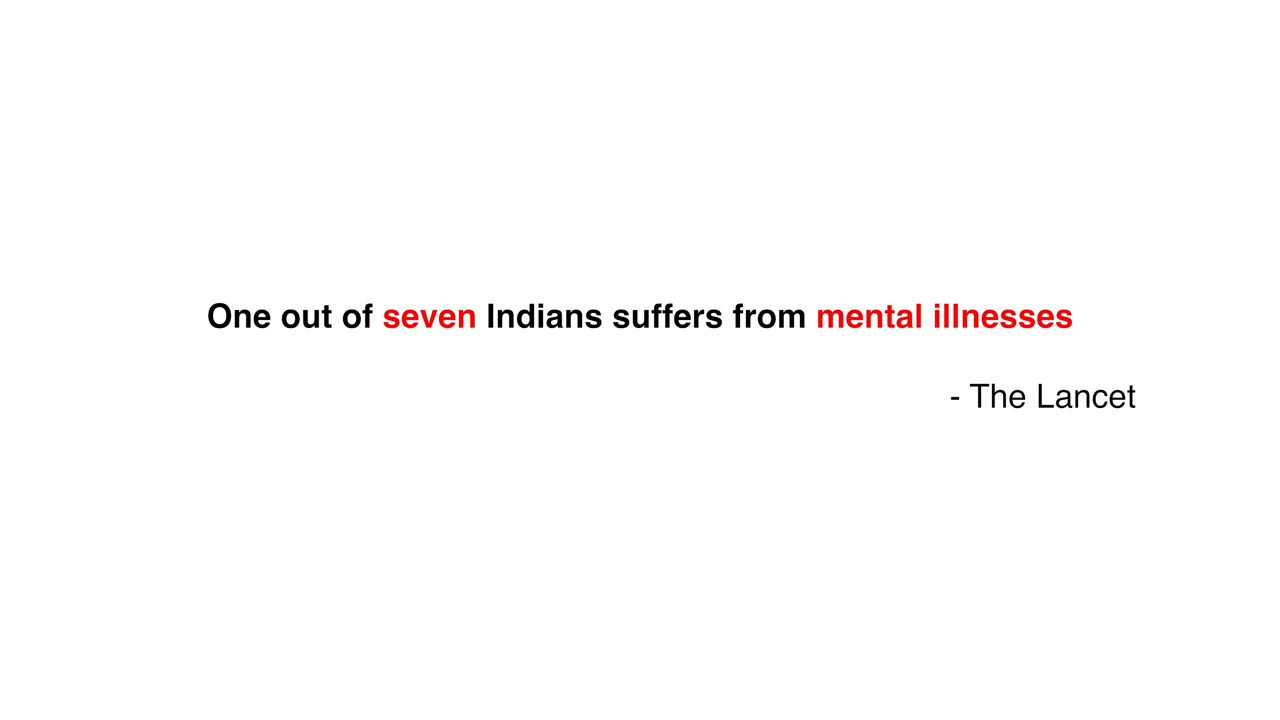 One out of seven Indians suffers from mental illnesses
- The Lancet